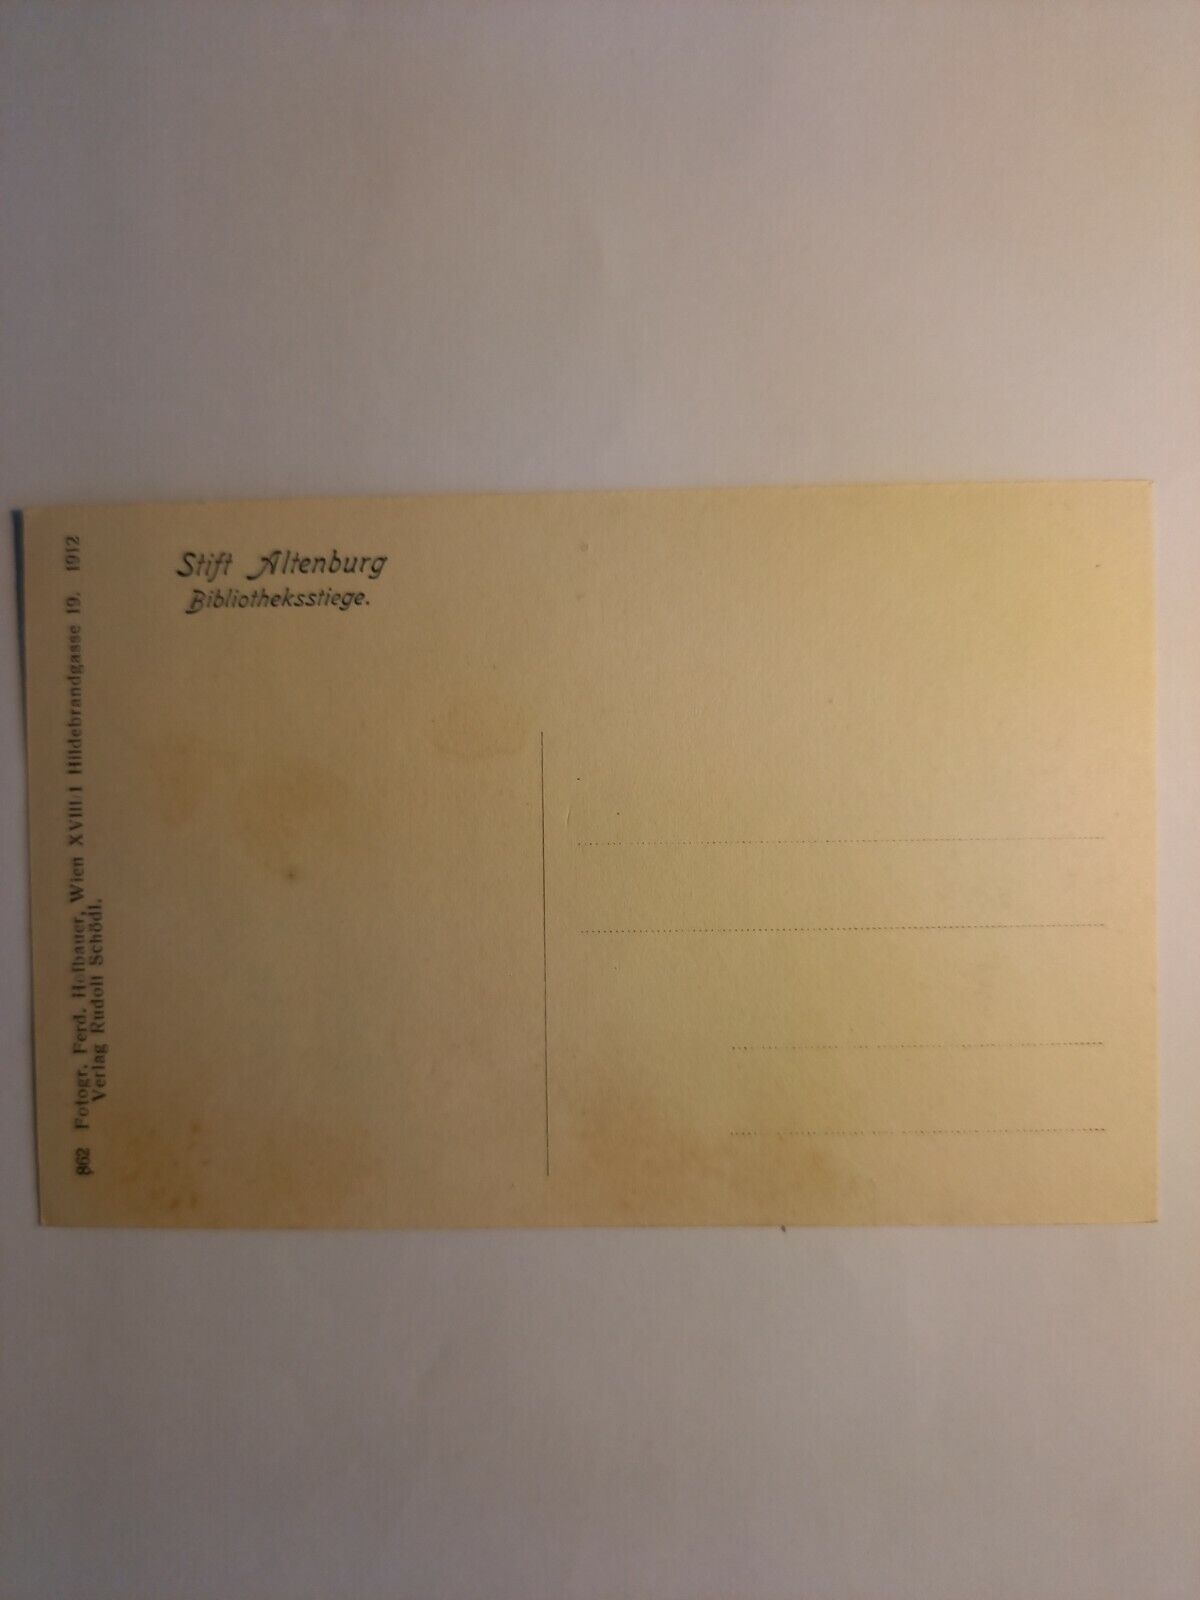 Stift Altenburg
Bibliotheksstiege.
862 Fotogr. Ferd. Hofbauer, Wien XVIII/1 Hildebrandgasse 19. 1912
Verlag Rudolf Schödl.